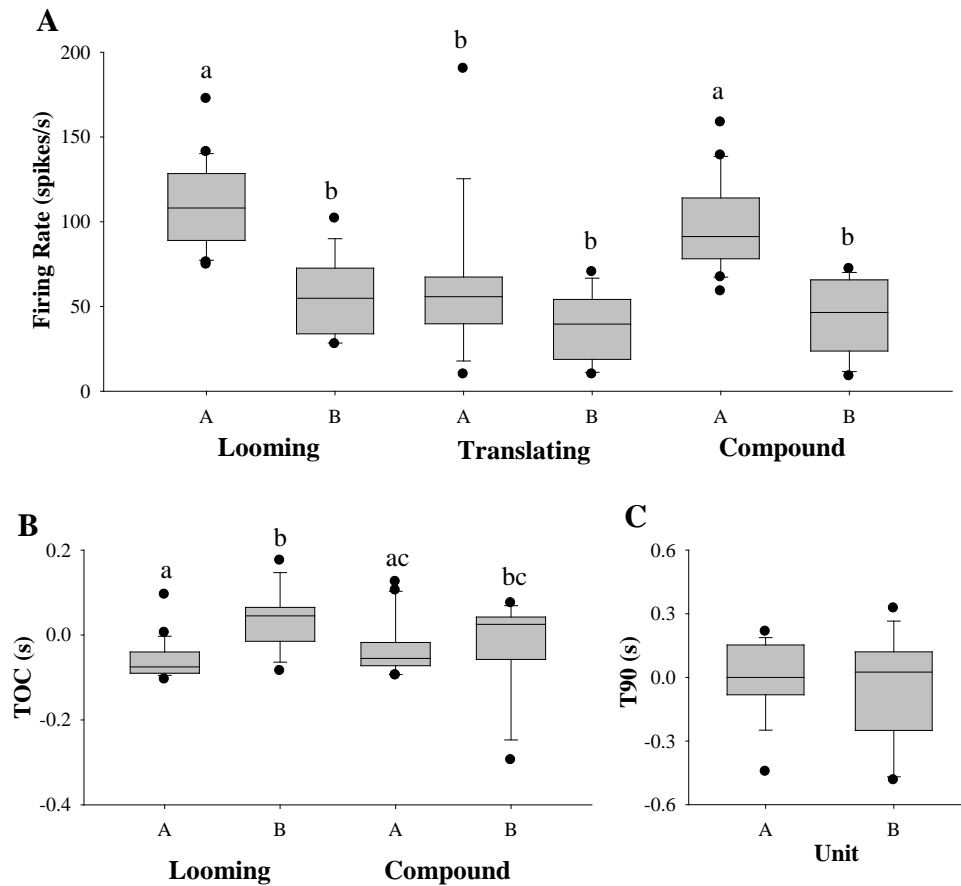 A
Firing Rate (spikes/s)
200
150
100
50
0
a
b
b
b
a
b
A
B
A
B
A
B
Looming
Translating
Compound
B
TOC (s)
0.2
0.0
-0.2
-0.4
a
b
ac
bc
A
B
A
B
Looming
Compound
C
T90 (s)
0.6
0.3
0.0
-0.3
-0.6
A
B
Unit